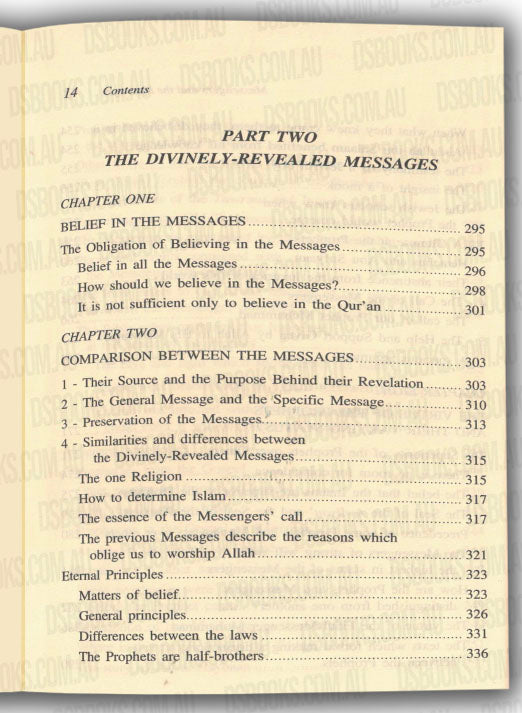 14 Contents
PART TWO
THE DIVINELY-REVEALED MESSAGES
CHAPTER ONE
BELIEF IN THE MESSAGES 295
The Obligation of Believing in the Messages 295
Belief in all the Messages 296
How should we believe in the Messages? 298
It is not sufficient only to believe in the Qur'an 301
CHAPTER TWO
COMPARISON BETWEEN THE MESSAGES 303
1 - Their Source and the Purpose Behind their Revelation 303
2 - The General Message and the Specific Message 310
3 - Preservation of the Messages 313
4 - Similarities and differences between
the Divinely-Revealed Messages 315
The one Religion 315
How to determine Islam 317
The essence of the Messengers' call 317
The previous Messages describe the reasons which
oblige us to worship Allah 321
Eternal Principles 323
Matters of belief 323
General principles 326
Differences between the laws 331
The Prophets are half-brothers 336
DSBOOKS.COM.AU